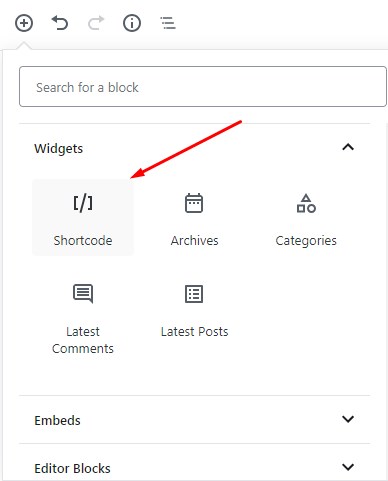 Search for a block
Widgets
[/]
Shortcode
Archives
Categories
Latest
Comments
Latest Posts
Embeds
Editor Blocks